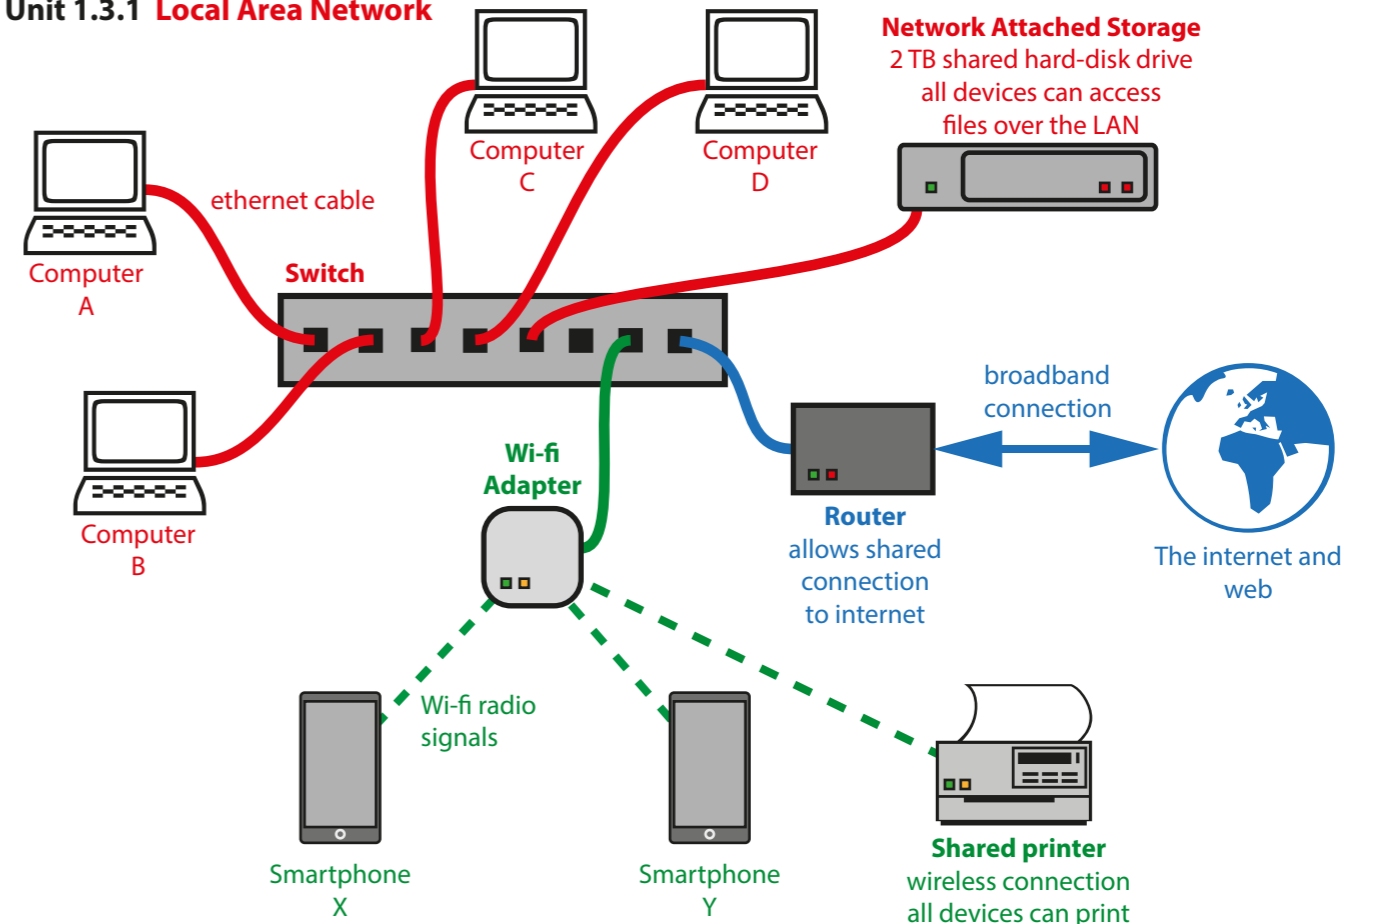 Unit 1.3.1 Local Area Network
Network Attached Storage
2 TB shared hard-disk drive
all devices can access
files over the LAN
Computer
C
Computer
D
ethernet cable
Computer
A
Switch
broadband
connection
Wi-fi
Adapter
Computer
B
Router
allows shared
connection
to internet
The internet and
web
Wi-fi radio
signals
Smartphone
X
Smartphone
Y
Shared printer
wireless connection
all devices can print